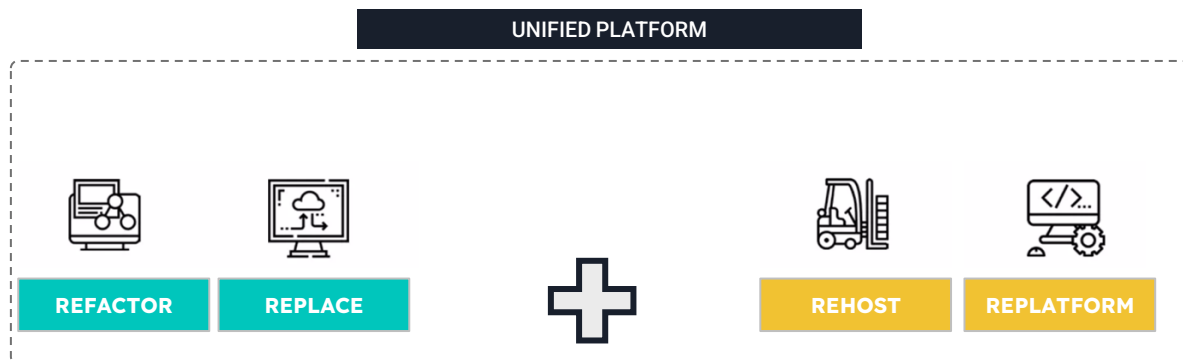 UNIFIED PLATFORM
</>...
REFACTOR
REPLACE
REHOST
REPLATFORM